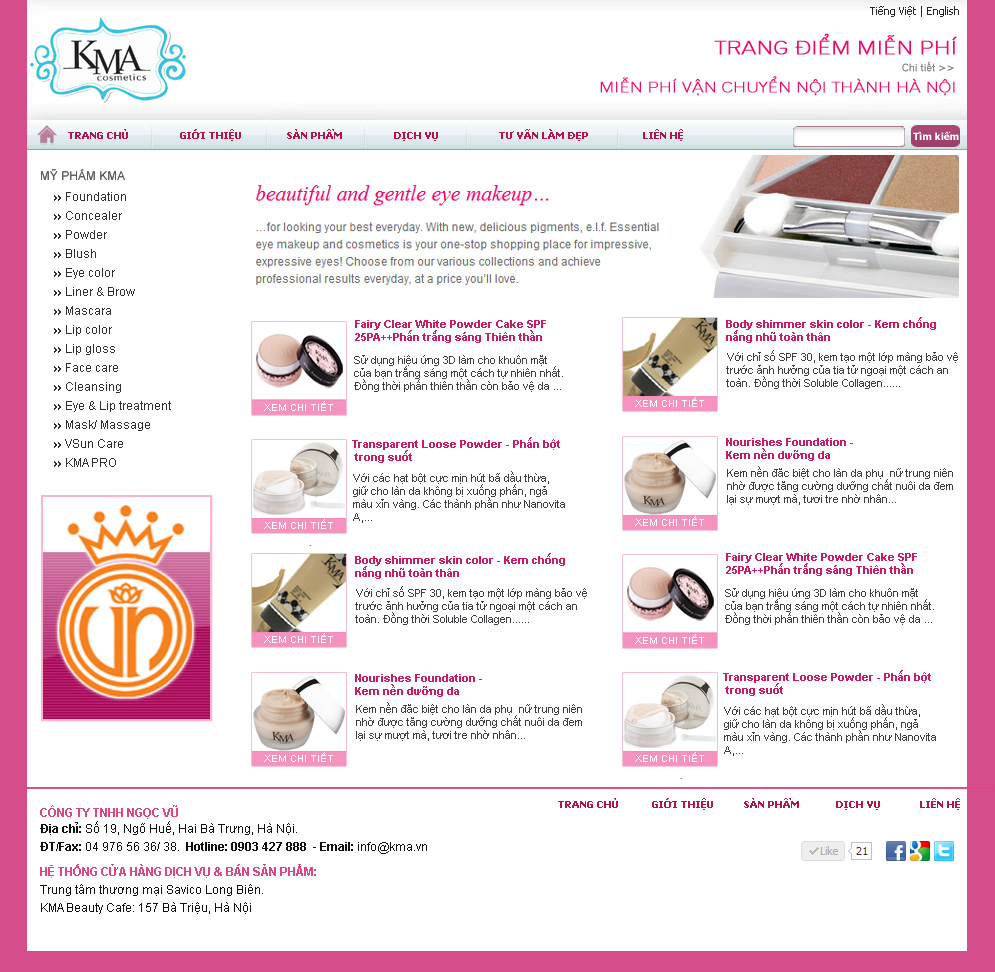 Tiếng Việt | English
KMA
cosmetics
TRANG ĐIỂM MIỄN PHÍ
Chi tiết >>
MIỄN PHÍ VẬN CHUYỂN NỘI THÀNH HÀ NỘI
TRANG CHỦ GIỚI THIỆU SẢN PHẨM DỊCH VỤ TƯ VẤN LÀM ĐẸP LIÊN HỆ Tìm kiếm
MỸ PHẨM KMA
›› Foundation
›› Concealer
›› Powder
›› Blush
›› Eye color
›› Liner & Brow
›› Mascara
›› Lip color
›› Lip gloss
›› Face care
›› Cleansing
›› Eye & Lip treatment
›› Mask/ Massage
›› VSun Care
›› KMA PRO
beautiful and gentle eye makeup…
…for looking your best everyday. With new, delicious pigments, e.l.f. Essential
eye makeup and cosmetics is your one-stop shopping place for impressive,
expressive eyes! Choose from our various collections and achieve
professional results everyday, at a price you’ll love.
Fairy Clear White Powder Cake SPF
25PA++Phấn trắng sáng Thiên thần
Sử dụng hiệu ứng 3D làm cho khuôn mặt
của bạn trắng sáng một cách tự nhiên nhất.
Đồng thời phấn thiên thần còn bảo vệ da ...
XEM CHI TIẾT
Body shimmer skin color - Kem chống
nắng nhũ toàn thân
Với chỉ số SPF 30, kem tạo một lớp màng bảo vệ
trước ảnh hưởng của tia tử ngoại một cách an
toàn. Đồng thời Soluble Collagen......
XEM CHI TIẾT
Transparent Loose Powder - Phấn bột
trong suốt
Với các hạt bột cực mịn hút bã dầu thừa,
giữ cho làn da không bị xuống phấn, ngả
màu xỉn vàng. Các thành phần như Nanovita
A,...
XEM CHI TIẾT
Nourishes Foundation -
Kem nền dưỡng da
Kem nền đặc biệt cho làn da phụ nữ trung niên
nhờ được tăng cường dưỡng chất nuôi da đem
lại sự mượt mà, tươi tre nhờ nhân...
KMA
XEM CHI TIẾT
Body shimmer skin color - Kem chống
nắng nhũ toàn thân
Với chỉ số SPF 30, kem tạo một lớp màng bảo vệ
trước ảnh hưởng của tia tử ngoại một cách an
toàn. Đồng thời Soluble Collagen......
XEM CHI TIẾT
Fairy Clear White Powder Cake SPF
25PA++Phấn trắng sáng Thiên thần
Sử dụng hiệu ứng 3D làm cho khuôn mặt
của bạn trắng sáng một cách tự nhiên nhất.
Đồng thời phấn thiên thần còn bảo vệ da ...
XEM CHI TIẾT
Nourishes Foundation -
Kem nền dưỡng da
Kem nền đặc biệt cho làn da phụ nữ trung niên
nhờ được tăng cường dưỡng chất nuôi da đem
lại sự mượt mà, tươi tre nhờ nhân...
KMA
XEM CHI TIẾT
Transparent Loose Powder - Phấn bột
trong suốt
Với các hạt bột cực mịn hút bã dầu thừa,
giữ cho làn da không bị xuống phấn, ngả
màu xỉn vàng. Các thành phần như Nanovita
A,...
XEM CHI TIẾT
TRANG CHỦ GIỚI THIỆU SẢN PHẨM DỊCH VỤ LIÊN HỆ
CÔNG TY TNHH NGỌC VŨ
Địa chỉ: Số 19, Ngõ Huế, Hai Bà Trưng, Hà Nội.
ĐT/Fax: 04 976 56 36/ 38. Hotline: 0903 427 888 - Email: info@kma.vn
Like 21
HỆ THỐNG CỬA HÀNG DỊCH VỤ & BÁN SẢN PHẨM:
Trung tâm thương mại Savico Long Biên.
KMA Beauty Cafe: 157 Bà Triệu, Hà Nội